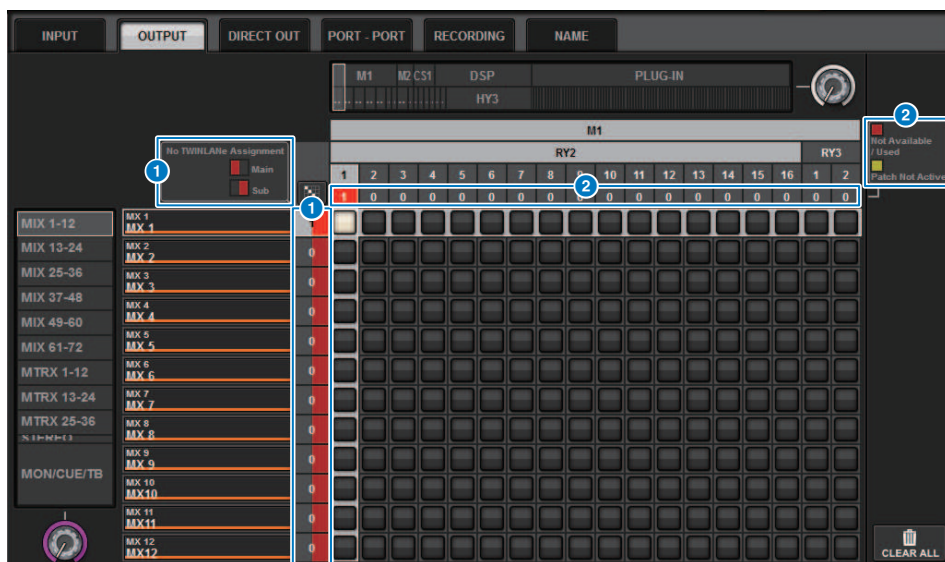 INPUT OUTPUT DIRECT OUT PORT - PORT RECORDING NAME
M1 M2 CS1 DSP PLUG-IN
HY3
M1
RY2 RY3
1 2 3 4 5 6 7 8 9 10 11 12 13 14 15 16 1 2
1 0 0 0 0 0 0 0 0 0 0 0 0 0 0 0 0 0
2
2
Not Available
/ Used
Patch Not Active
1
No TWINLANe Assignment
Main
Sub
1
MIX 1-12
MIX 13-24
MIX 25-36
MIX 37-48
MIX 49-60
MIX 61-72
MTRX 1-12
MTRX 13-24
MTRX 25-36
STEREO
MON/CUE/TB
MX 1
MX 1 1
MX 2
MX 2 0
MX 3
MX 3 0
MX 4
MX 4 0
MX 5
MX 5 0
MX 6
MX 6 0
MX 7
MX 7 0
MX 8
MX 8 0
MX 9
MX 9 0
MX 10
MX10 0
MX 11
MX11 0
MX 12
MX12 0
CLEAR ALL